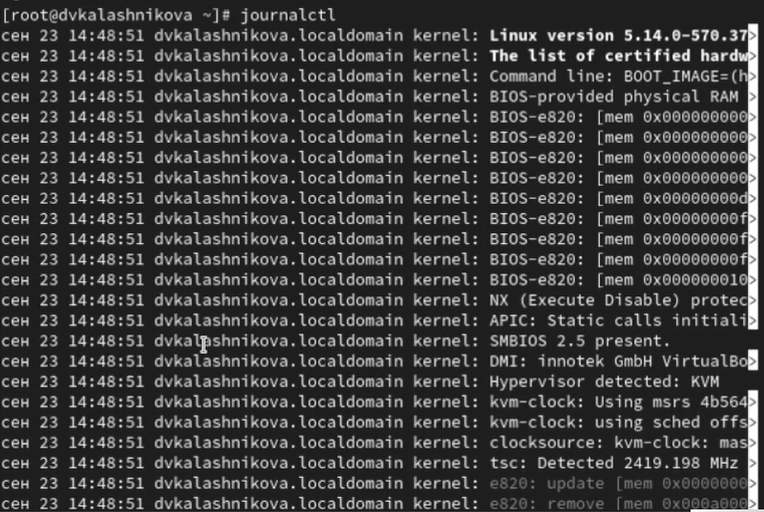 [root@dvkalashnikova ~]# journalctl
сен 23 14:48:51 dvkalashnikova.localdomain kernel: Linux version 5.14.0-570.37>
сен 23 14:48:51 dvkalashnikova.localdomain kernel: The list of certified hardw>
сен 23 14:48:51 dvkalashnikova.localdomain kernel: Command line: BOOT_IMAGE=(h>
сен 23 14:48:51 dvkalashnikova.localdomain kernel: BIOS-provided physical RAM >
сен 23 14:48:51 dvkalashnikova.localdomain kernel: BIOS-e820: [mem 0x000000000>
сен 23 14:48:51 dvkalashnikova.localdomain kernel: BIOS-e820: [mem 0x000000000>
сен 23 14:48:51 dvkalashnikova.localdomain kernel: BIOS-e820: [mem 0x000000000>
сен 23 14:48:51 dvkalashnikova.localdomain kernel: BIOS-e820: [mem 0x000000000>
сен 23 14:48:51 dvkalashnikova.localdomain kernel: BIOS-e820: [mem 0x00000000d>
сен 23 14:48:51 dvkalashnikova.localdomain kernel: BIOS-e820: [mem 0x00000000f>
сен 23 14:48:51 dvkalashnikova.localdomain kernel: BIOS-e820: [mem 0x00000000f>
сен 23 14:48:51 dvkalashnikova.localdomain kernel: BIOS-e820: [mem 0x00000000f>
сен 23 14:48:51 dvkalashnikova.localdomain kernel: BIOS-e820: [mem 0x000000010>
сен 23 14:48:51 dvkalashnikova.localdomain kernel: NX (Execute Disable) protec>
сен 23 14:48:51 dvkalashnikova.localdomain kernel: APIC: Static calls initiali>
сен 23 14:48:51 dvkalashnikova.localdomain kernel: SMBIOS 2.5 present.
сен 23 14:48:51 dvkalashnikova.localdomain kernel: DMI: innotek GmbH VirtualBo>
сен 23 14:48:51 dvkalashnikova.localdomain kernel: Hypervisor detected: KVM
сен 23 14:48:51 dvkalashnikova.localdomain kernel: kvm-clock: Using msrs 4b564>
сен 23 14:48:51 dvkalashnikova.localdomain kernel: kvm-clock: using sched offs>
сен 23 14:48:51 dvkalashnikova.localdomain kernel: clocksource: kvm-clock: mas>
сен 23 14:48:51 dvkalashnikova.localdomain kernel: tsc: Detected 2419.198 MHz >
сен 23 14:48:51 dvkalashnikova.localdomain kernel: e820: update [mem 0x0000000>
сен 23 14:48:51 dvkalashnikova.localdomain kernel: e820: remove [mem 0x000a000>